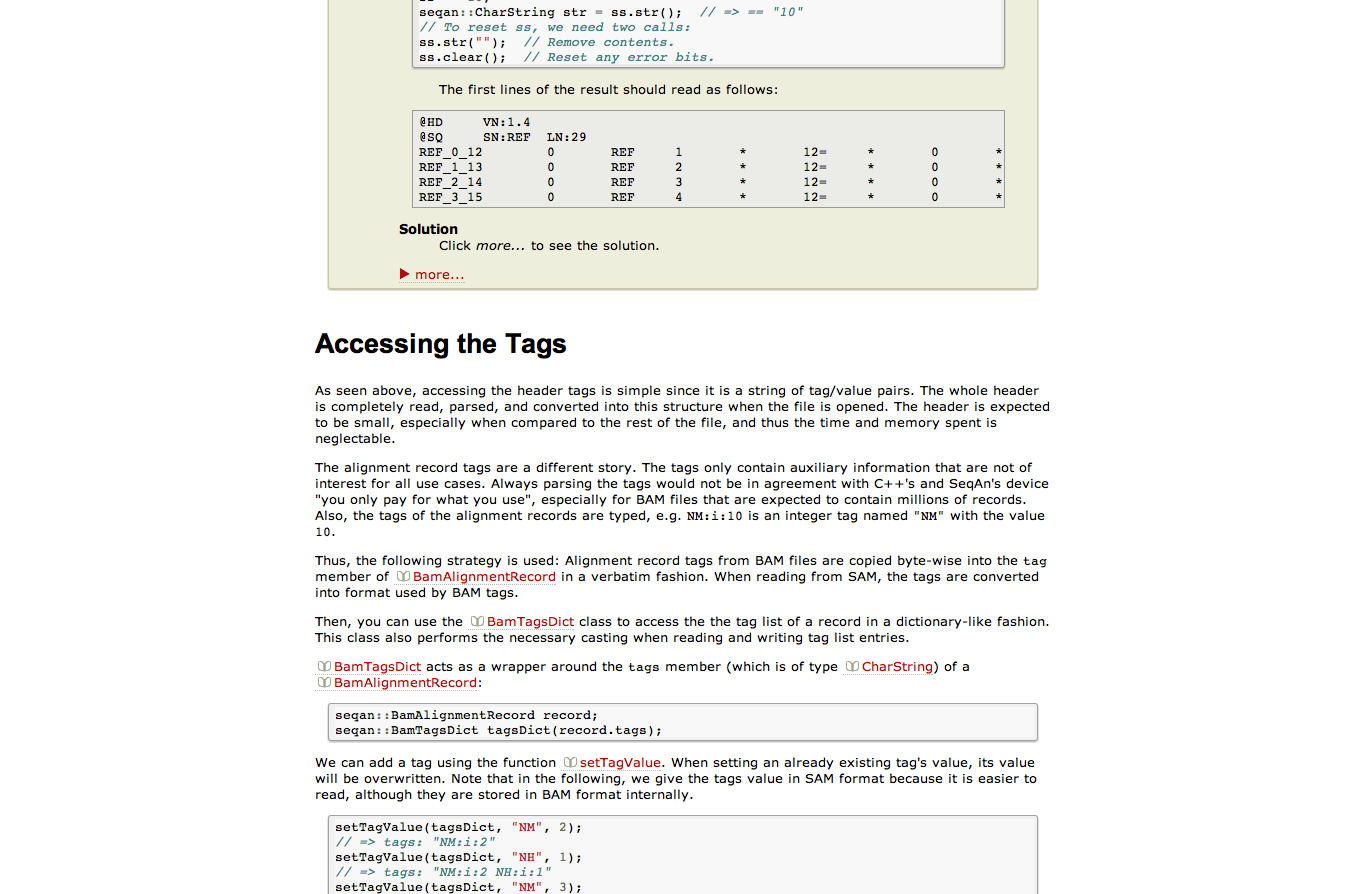 seqan::CharString str = ss.str();  // => == "10"
// To reset ss, we need two calls:
ss.str("");  // Remove contents.
ss.clear();  // Reset any error bits.
The first lines of the result should read as follows:
@HD     VN:1.4
@SQ     SN:REF  LN:29
REF_0_12        0       REF     1       *       12=     *       0       *
REF_1_13        0       REF     2       *       12=     *       0       *
REF_2_14        0       REF     3       *       12=     *       0       *
REF_3_15        0       REF     4       *       12=     *       0       *
Solution
Click more... to see the solution.
more...
Accessing the Tags
As seen above, accessing the header tags is simple since it is a string of tag/value pairs. The whole header
is completely read, parsed, and converted into this structure when the file is opened. The header is expected
to be small, especially when compared to the rest of the file, and thus the time and memory spent is
neglectable.
The alignment record tags are a different story. The tags only contain auxiliary information that are not of
interest for all use cases. Always parsing the tags would not be in agreement with C++'s and SeqAn's device
"you only pay for what you use", especially for BAM files that are expected to contain millions of records.
Also, the tags of the alignment records are typed, e.g. NM:i:10 is an integer tag named "NM" with the value
10.
Thus, the following strategy is used: Alignment record tags from BAM files are copied byte-wise into the tag
member of BamAlignmentRecord in a verbatim fashion. When reading from SAM, the tags are converted
into format used by BAM tags.
Then, you can use the BamTagsDict class to access the the tag list of a record in a dictionary-like fashion.
This class also performs the necessary casting when reading and writing tag list entries.
BamTagsDict acts as a wrapper around the tags member (which is of type CharString) of a
BamAlignmentRecord:
seqan::BamAlignmentRecord record;
seqan::BamTagsDict tagsDict(record.tags);
We can add a tag using the function setTagValue. When setting an already existing tag's value, its value
will be overwritten. Note that in the following, we give the tags value in SAM format because it is easier to
read, although they are stored in BAM format internally.
setTagValue(tagsDict, "NM", 2);
// => tags: "NM:i:2"
setTagValue(tagsDict, "NH", 1);
// => tags: "NM:i:2 NH:i:1"
setTagValue(tagsDict, "NM", 3);